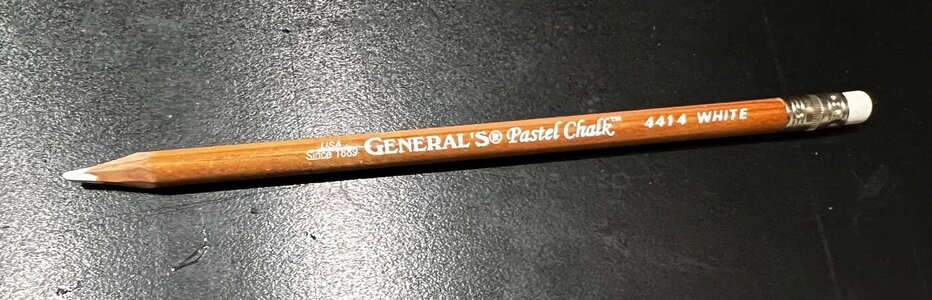 USA
Since 1889 GENERAL'S® Pastel Chalk™ 4414 WHITE